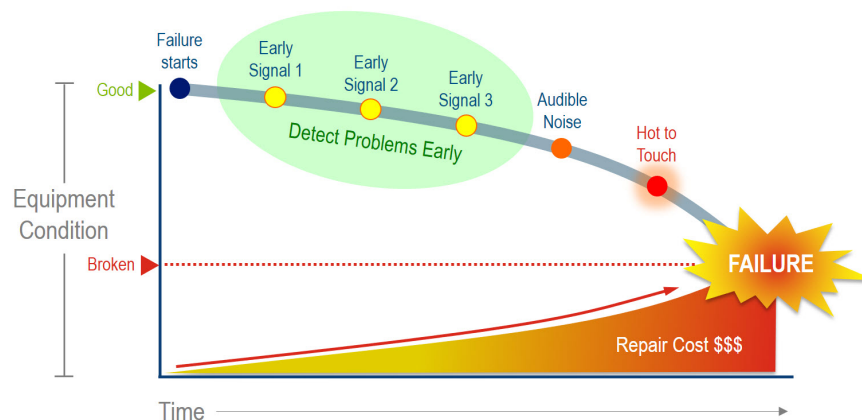 Failure
starts
Early
Signal 1
Early
Signal 2
Early
Signal 3
Audible
Noise
Hot to
Touch
Good
Detect Problems Early
Equipment
Condition
Broken
FAILURE
Repair Cost $$$
Time